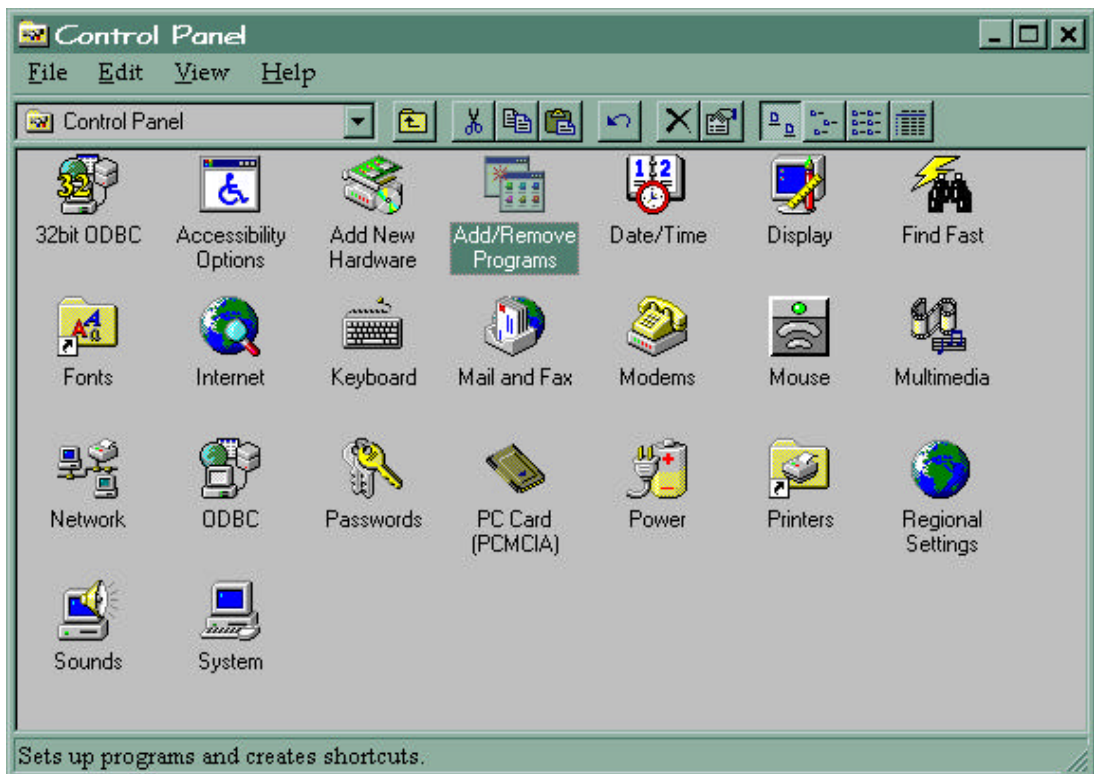 Control Panel
File Edit View Help
Control Panel
32bit ODBC Accessibility Options Add New Hardware Add/Remove Programs Date/Time Display Find Fast
Fonts Internet Keyboard Mail and Fax Modems Mouse Multimedia
Network ODBC Passwords PC Card (PCMCIA) Power Printers Regional Settings
Sounds System
Sets up programs and creates shortcuts.